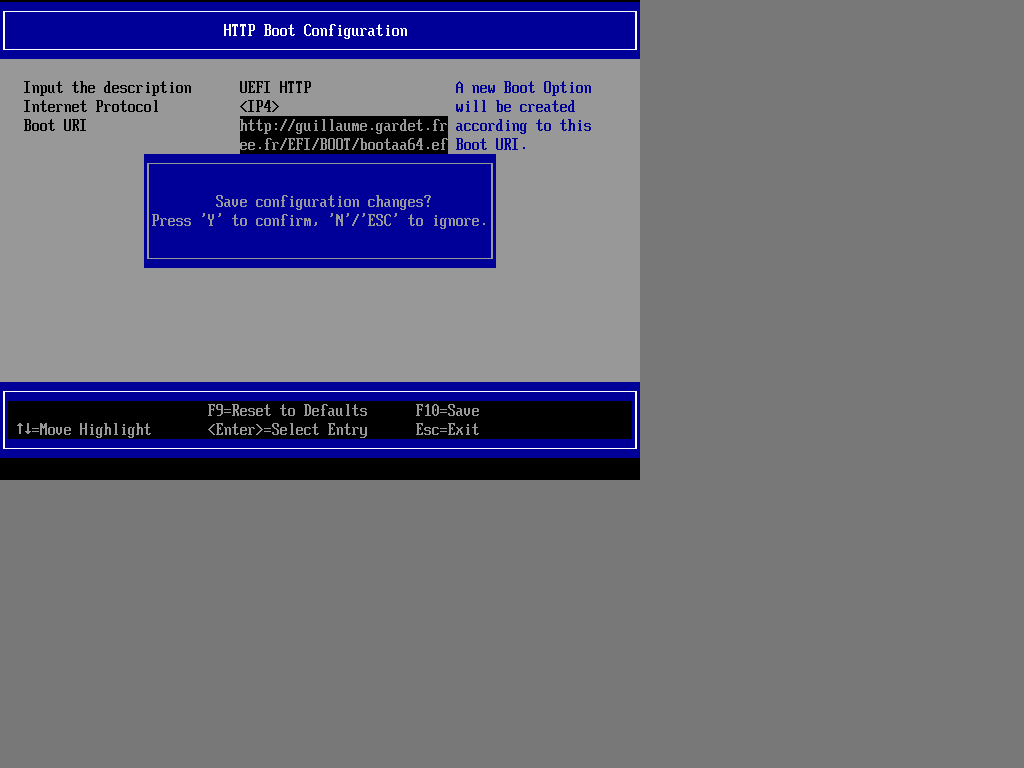 HTTP Boot Configuration
Input the description UEFI HTTP A new Boot Option
Internet Protocol <IP4> will be created
Boot URI http://guillaume.gardet.fr according to this
ee.fr/EFI/BOOT/bootaa64.ef Boot URI.
Save configuration changes?
Press 'Y' to confirm, 'N'/'ESC' to ignore.
F9=Reset to Defaults F10=Save
↑↓=Move Highlight <Enter>=Select Entry Esc=Exit